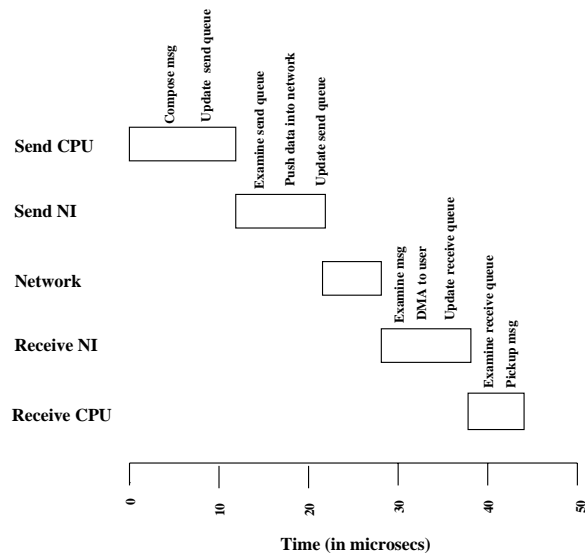 Compose msg
Update send queue
Send CPU
Examine send queue
Push data into network
Update send queue
Send NI
Network
Examine msg
DMA to user
Update receive queue
Receive NI
Examine receive queue
Pickup msg
Receive CPU
0
10
20
30
40
50
Time (in microsecs)